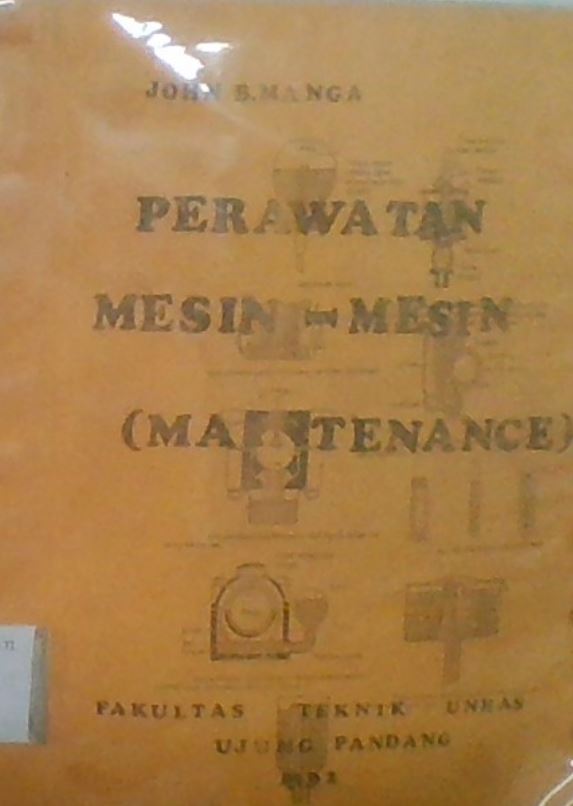 JOHN B.MANGA
PERAWATAN
MESIN - MESIN
(MAINTENANCE)
FAKULTAS TEKNIK UNHAS
UJUNG PANDANG